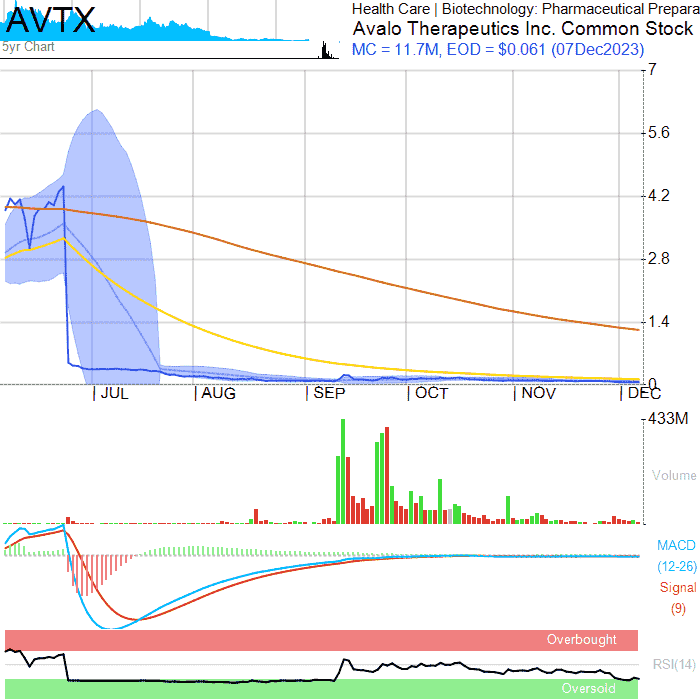 AVTX
5yr Chart
Health Care | Biotechnology: Pharmaceutical Prepara
Avalo Therapeutics Inc. Common Stock
MC = 11.7M, EOD = $0.061 (07Dec2023)
7
5.6
4.2
2.8
1.4
0
JUL AUG SEP OCT NOV DEC
433M
Volume
MACD
(12-26)
Signal
(9)
Overbought
RSI(14)
Oversold